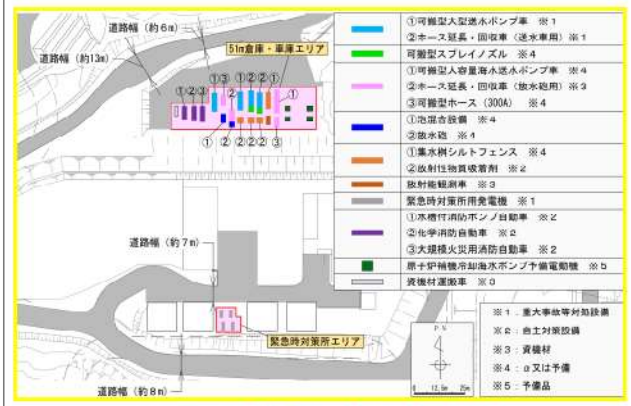 道路幅（約6m）
道路幅（約13m）
51m倉庫・車庫エリア
①②③
①③
②
①②②
①
①
②
②②②
③
道路幅（約7m）
緊急時対策所エリア
道路幅（約8m）
①可搬型大型送水ポンプ車　※1
②ホース延長・回収車（送水車用）※1
可搬型スプレイノズル　※4
①可搬型大容量海水送水ポンプ車　※4
②ホース延長・回収車（放水砲用）※3
③可搬型ホース（300A）　※4
①泡混合設備　※4
②放水砲　※4
①集水桝シルトフェンス　※4
②放射性物質吸着剤　※2
放射能観測車　※3
緊急時対策所用発電機　※1
①水槽付消防ポンプ自動車　※2
②化学消防自動車　※2
③大規模火災用消防自動車　※2
原子炉補機冷却海水ポンプ予備電動機　※5
資機材運搬車　※3
P N
0　12.5m　25m
※1：重大事故等対処設備
※2：自主対策設備
※3：資機材
※4：α又は予備
※5：予備品